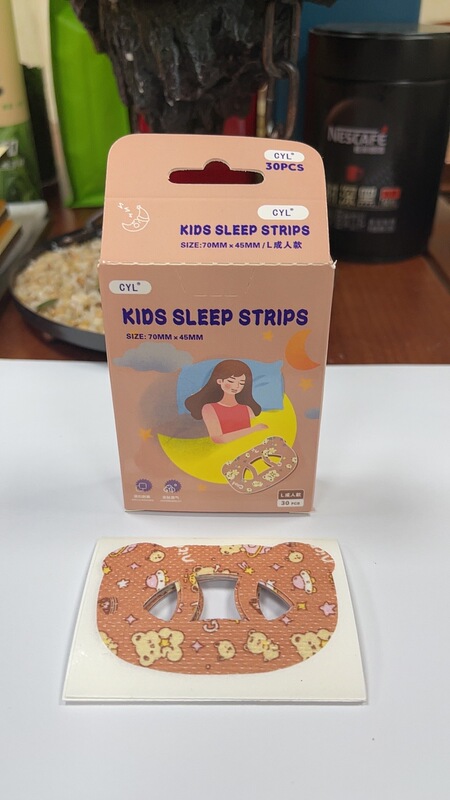 NESCAFÉ
CYL
30PCS
CYL
KIDS SLEEP STRIPS
SIZE:70MM × 45MM / L成人款
CYL
KIDS SLEEP STRIPS
SIZE: 70MM × 45MM
L成人款
30 PCS